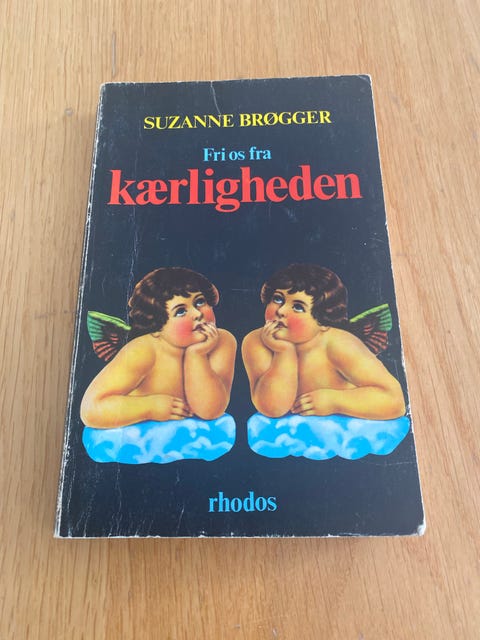 SUZANNE BRØGGER
Fri os fra
kærligheden
rhodos